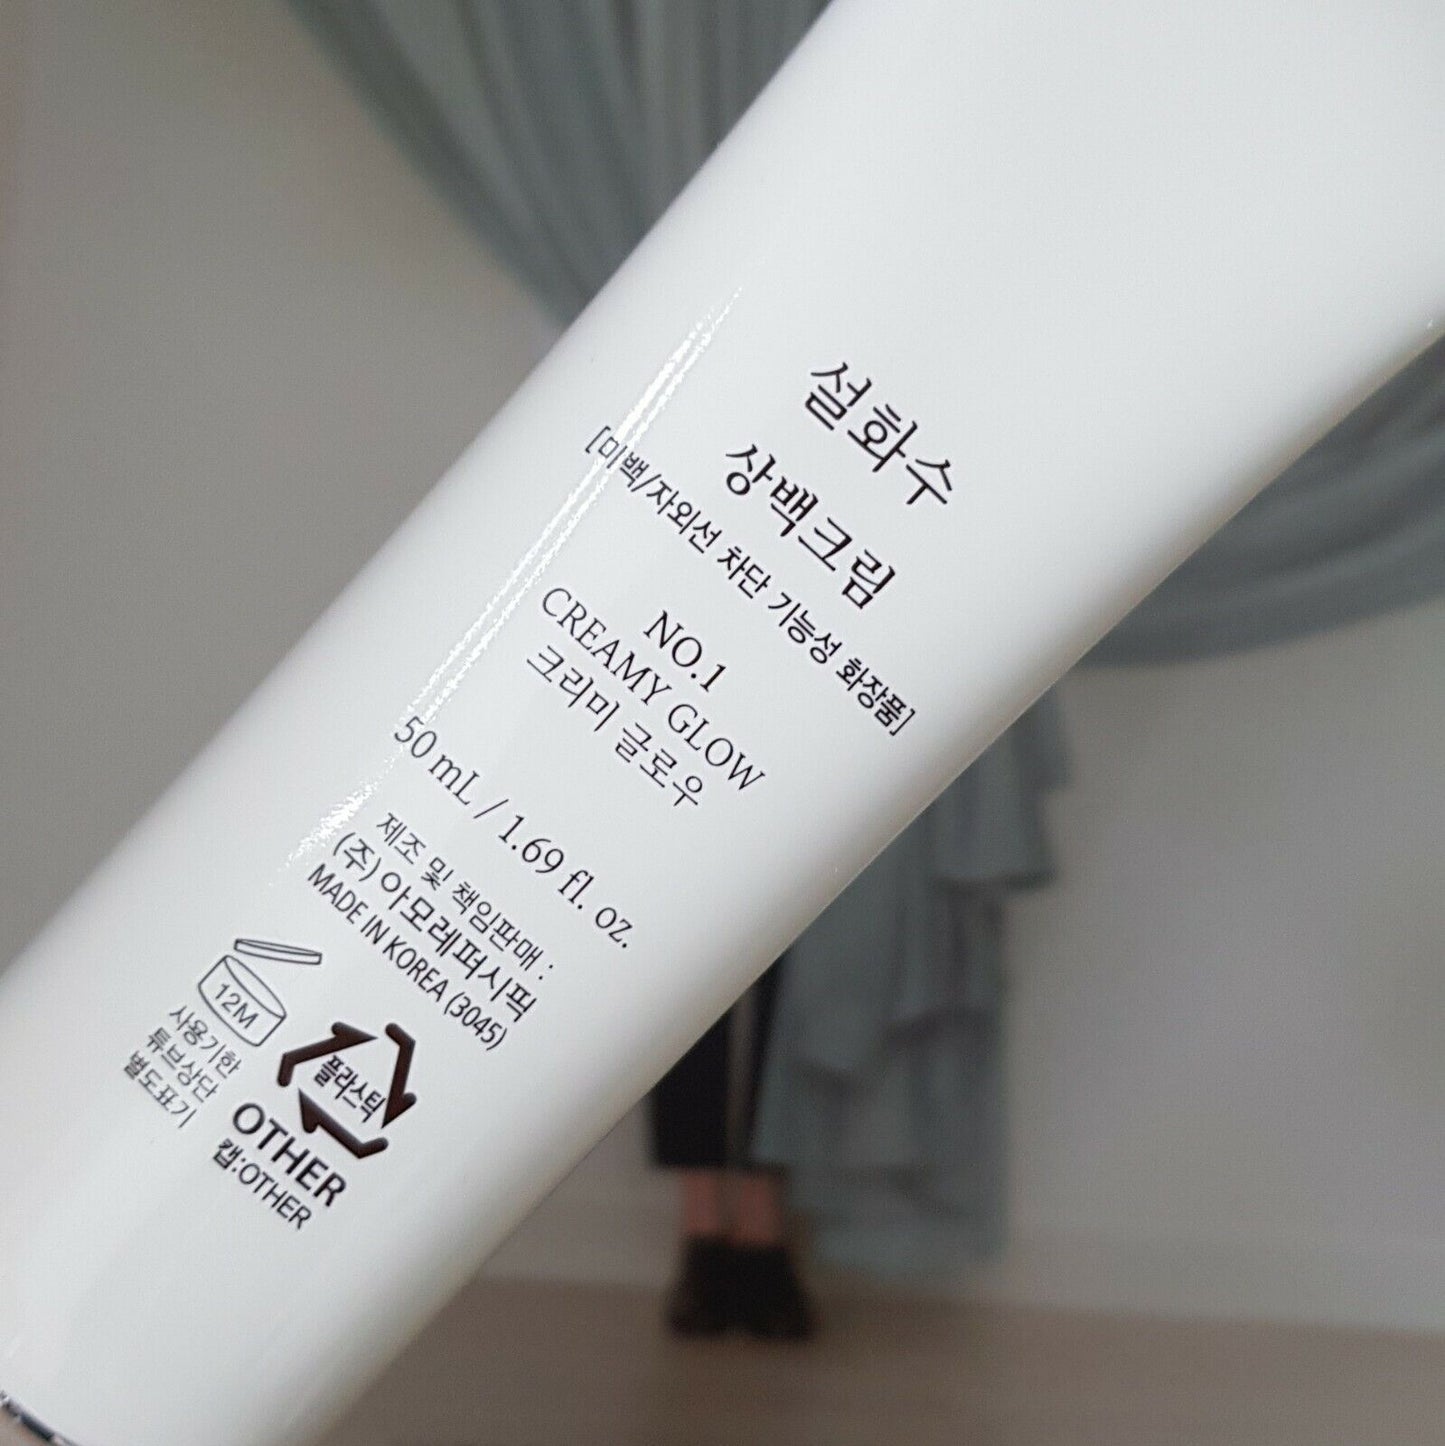 설화수
상백크림
[미백/자외선 차단 기능성 화장품]
NO.1
CREAMY GLOW
크리미 글로우
50 mL / 1.69 fl. oz.
제조 및 책임판매 :
(주) 아모레퍼시픽
MADE IN KOREA (3045)
12M
사용기한
튜브상단
별도표기
플라스틱
OTHER
캡:OTHER